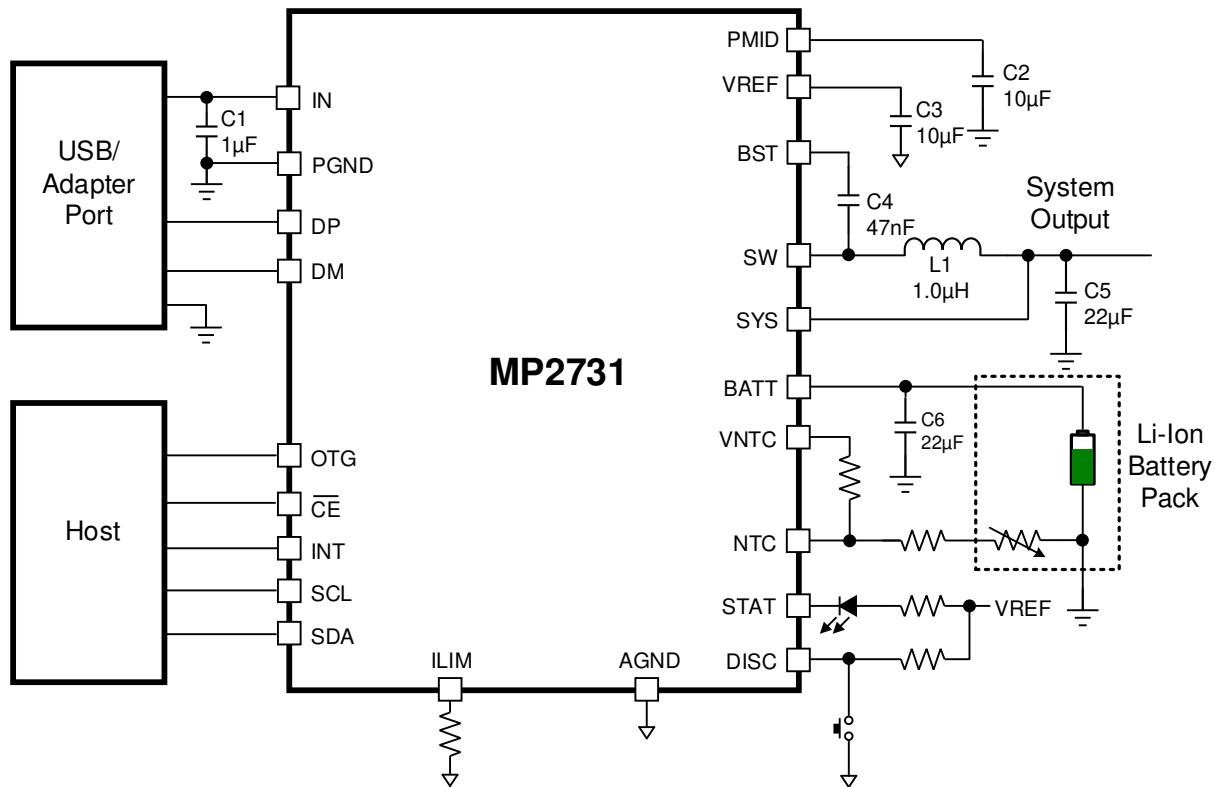 USB/
Adapter
Port
C1
1µF
IN
PGND
DP
DM
Host
OTG
CE
INT
SCL
SDA
MP2731
ILIM
AGND
PMID
VREF
BST
SW
SYS
BATT
VNTC
NTC
STAT
DISC
C2
10µF
C3
10µF
C4
47nF
L1
1.0µH
System
Output
C5
22µF
C6
22µF
Li-Ion
Battery
Pack
VREF